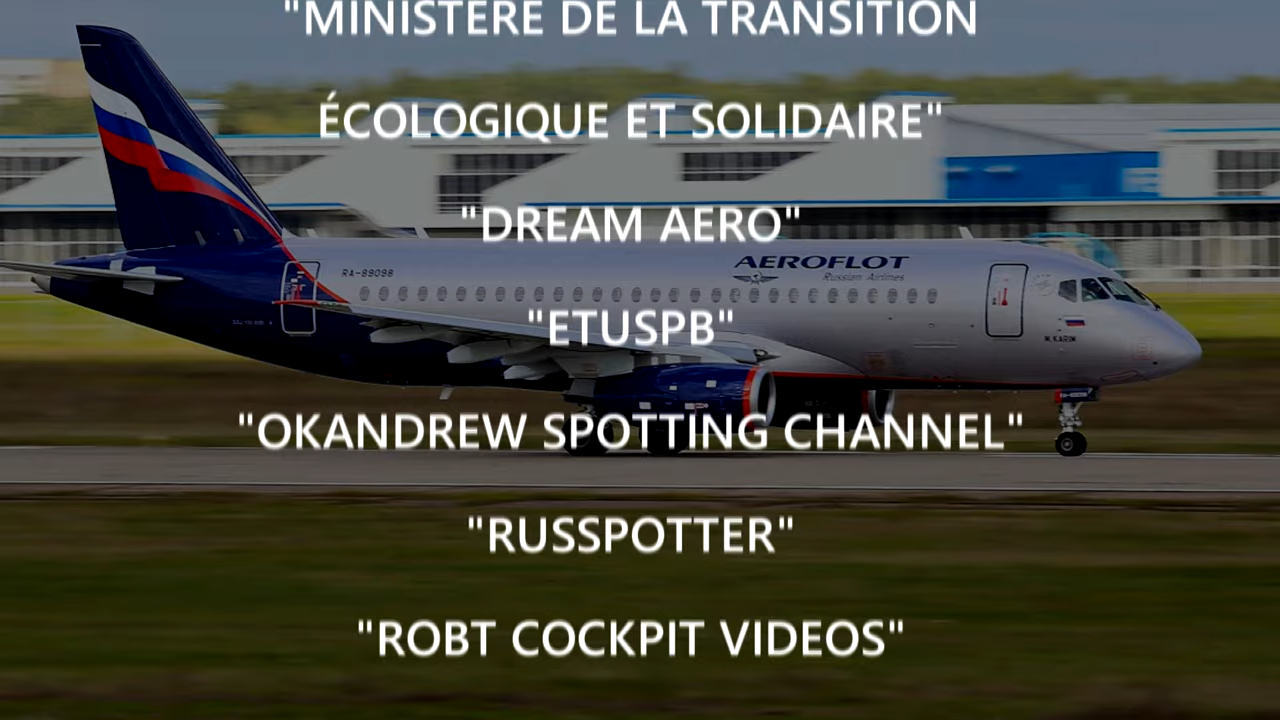 "MINISTÈRE DE LA TRANSITION
ÉCOLOGIQUE ET SOLIDAIRE"
"DREAM AERO"
AEROFLOT
Russian Airlines
RA-89098
"ETUSPB"
M. KARIM
"OKANDREW SPOTTING CHANNEL"
"RUSSPOTTER"
"ROBT COCKPIT VIDEOS"